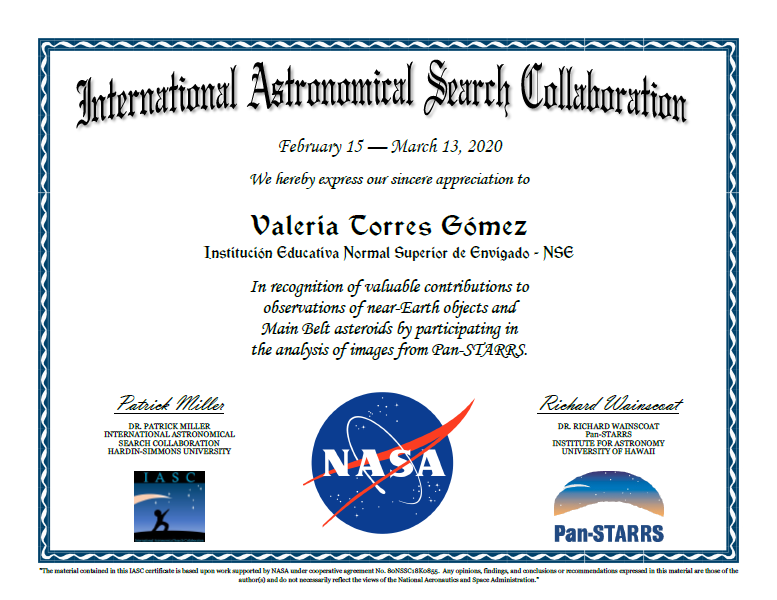 International Astronomical Search Collaboration
February 15 — March 13, 2020
We hereby express our sincere appreciation to
Valeria Torres Gómez
Institución Educativa Normal Superior de Envigado - NSE
In recognition of valuable contributions to
observations of near-Earth objects and
Main Belt asteroids by participating in
the analysis of images from Pan-STARRS.
Patrick Miller
DR. PATRICK MILLER
INTERNATIONAL ASTRONOMICAL
SEARCH COLLABORATION
HARDIN-SIMMONS UNIVERSITY
IASC
NASA
Richard Wainscoat
DR. RICHARD WAINSCOAT
Pan-STARRS
INSTITUTE FOR ASTRONOMY
UNIVERSITY OF HAWAII
Pan-STARRS
"The material contained in this IASC certificate is based upon work supported by NASA under cooperative agreement No. 80NSSC18K0855. Any opinions, findings, and conclusions or recommendations expressed in this material are those of the
author(s) and do not necessarily reflect the views of the National Aeronautics and Space Administration."